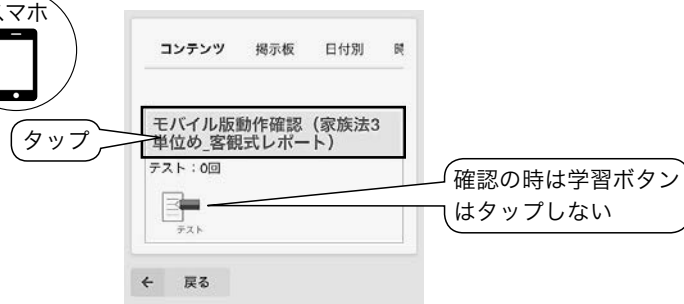 スマホ
コンテンツ 掲示板 日付別
タップ
モバイル版動作確認（家族法3
単位め_客観式レポート）
テスト：0回
テスト
確認の時は学習ボタン
はタップしない
← 戻る